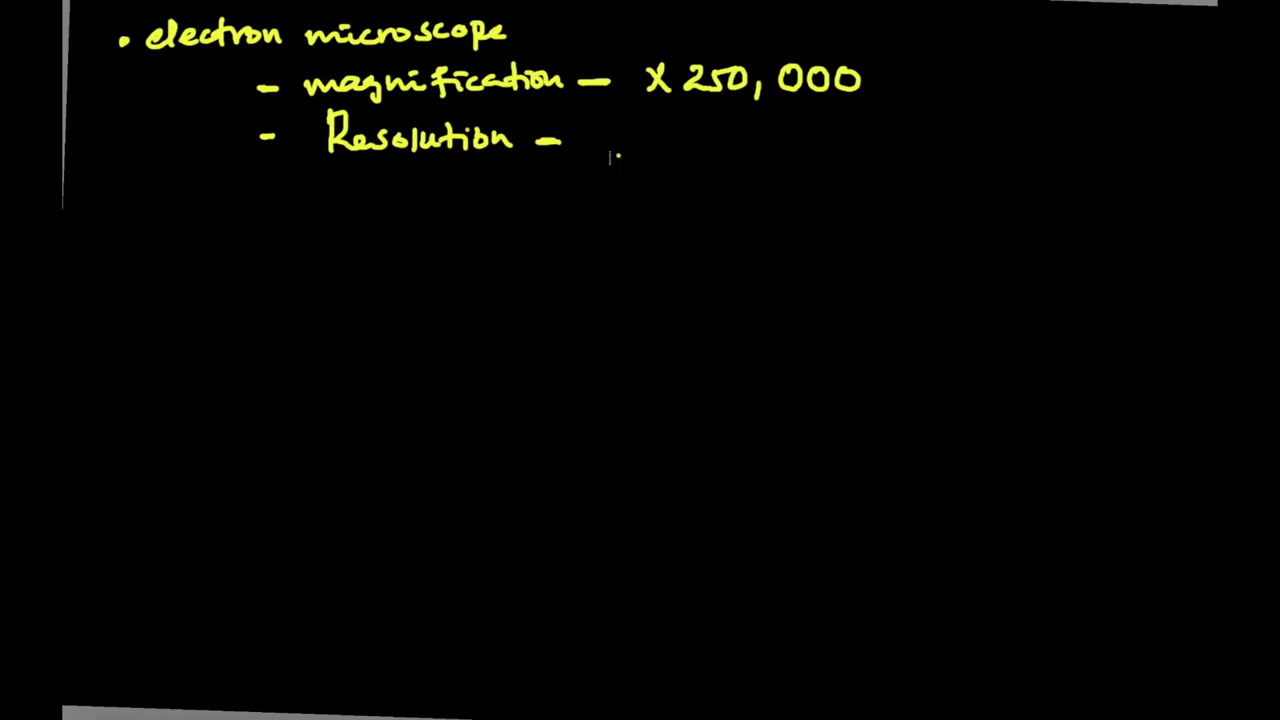 • electron microscope
- magnification - X 250,000
- Resolution -